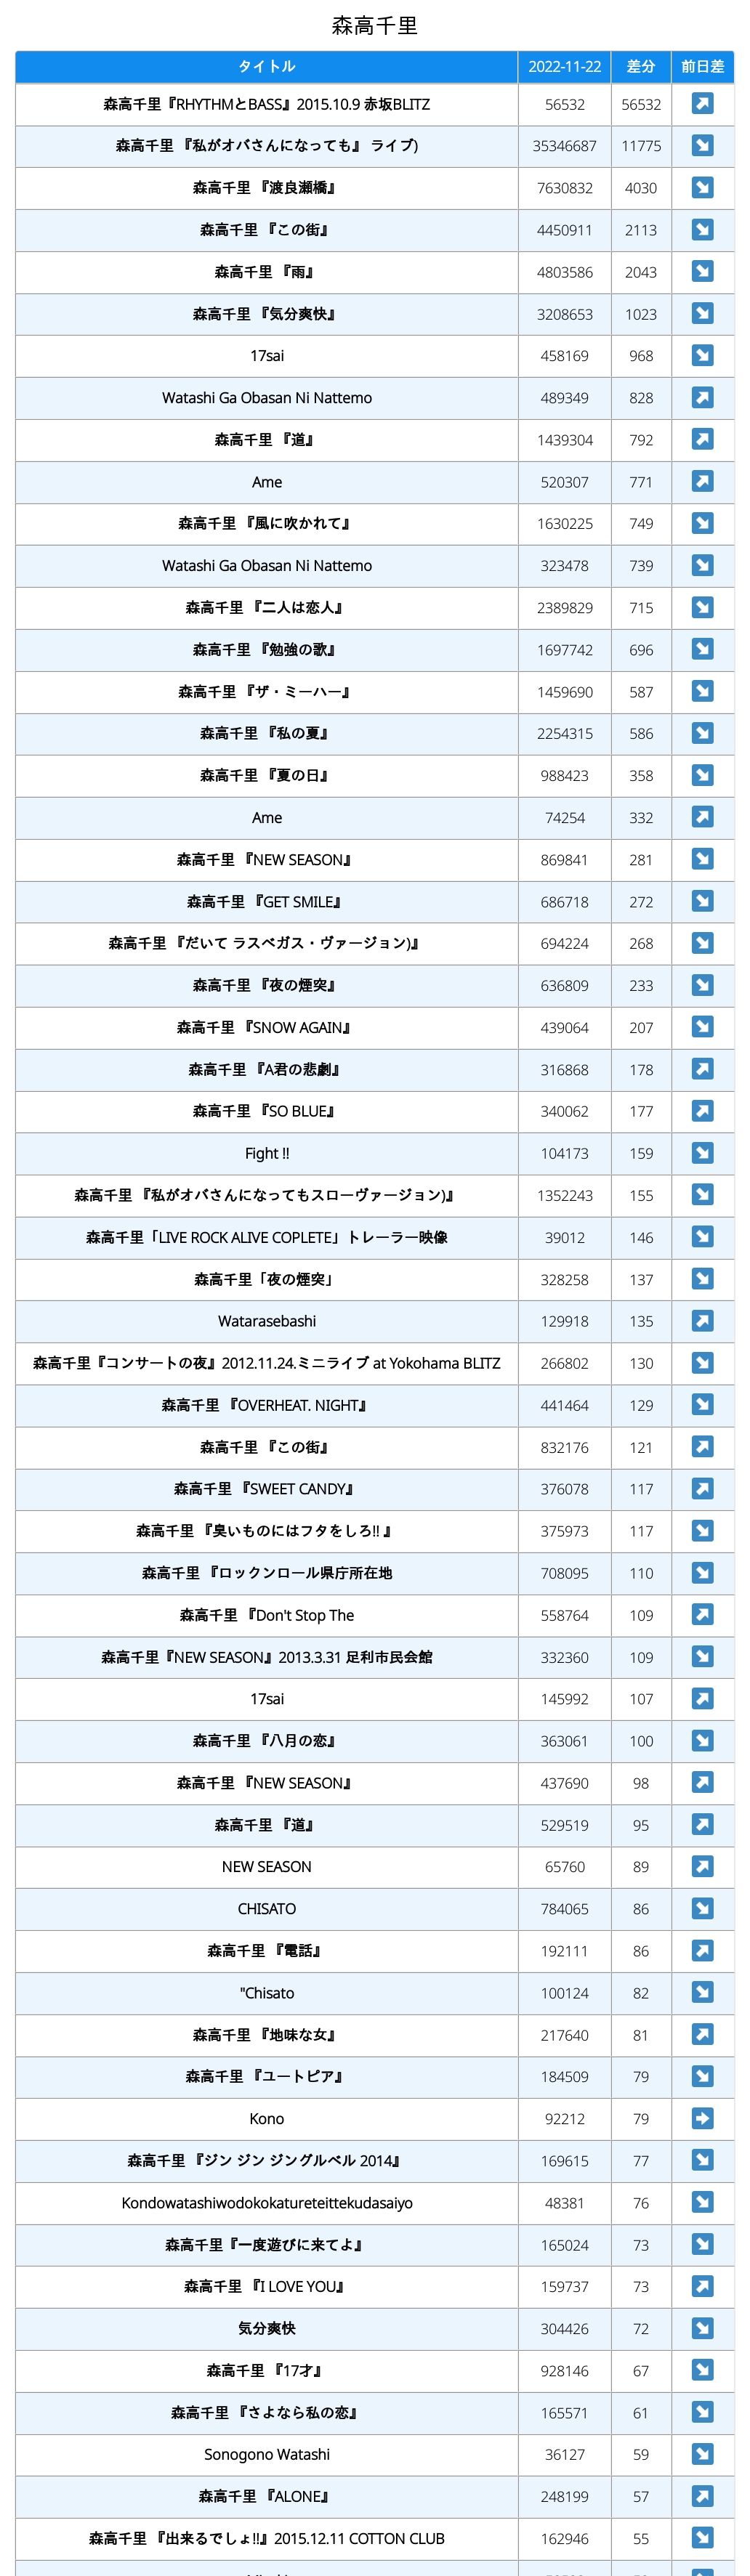 森高千里
タイトル 2022-11-22 差分 前日差
森高千里『RHYTHMとBASS』2015.10.9 赤坂BLITZ 56532 56532
森高千里 『私がオバさんになっても』 ライブ) 35346687 11775
森高千里 『渡良瀬橋』 7630832 4030
森高千里 『この街』 4450911 2113
森高千里 『雨』 4803586 2043
森高千里 『気分爽快』 3208653 1023
17sai 458169 968
Watashi Ga Obasan Ni Nattemo 489349 828
森高千里 『道』 1439304 792
Ame 520307 771
森高千里 『風に吹かれて』 1630225 749
Watashi Ga Obasan Ni Nattemo 323478 739
森高千里 『二人は恋人』 2389829 715
森高千里 『勉強の歌』 1697742 696
森高千里 『ザ・ミーハー』 1459690 587
森高千里 『私の夏』 2254315 586
森高千里 『夏の日』 988423 358
Ame 74254 332
森高千里 『NEW SEASON』 869841 281
森高千里 『GET SMILE』 686718 272
森高千里 『だいて ラスベガス・ヴァージョン)』 694224 268
森高千里 『夜の煙突』 636809 233
森高千里 『SNOW AGAIN』 439064 207
森高千里 『A君の悲劇』 316868 178
森高千里 『SO BLUE』 340062 177
Fight !! 104173 159
森高千里 『私がオバさんになってもスローヴァージョン)』 1352243 155
森高千里「LIVE ROCK ALIVE COPLETE」トレーラー映像 39012 146
森高千里「夜の煙突」 328258 137
Watarasebashi 129918 135
森高千里『コンサートの夜』2012.11.24.ミニライブ at Yokohama BLITZ 266802 130
森高千里 『OVERHEAT. NIGHT』 441464 129
森高千里 『この街』 832176 121
森高千里 『SWEET CANDY』 376078 117
森高千里 『臭いものにはフタをしろ!! 』 375973 117
森高千里 『ロックンロール県庁所在地 708095 110
森高千里 『Don't Stop The 558764 109
森高千里『NEW SEASON』2013.3.31 足利市民会館 332360 109
17sai 145992 107
森高千里 『八月の恋』 363061 100
森高千里 『NEW SEASON』 437690 98
森高千里 『道』 529519 95
NEW SEASON 65760 89
CHISATO 784065 86
森高千里 『電話』 192111 86
"Chisato 100124 82
森高千里 『地味な女』 217640 81
森高千里 『ユートピア』 184509 79
Kono 92212 79
森高千里 『ジン ジン ジングルベル 2014』 169615 77
Kondowatashiwodokokatureteittekudasaiyo 48381 76
森高千里『一度遊びに来てよ』 165024 73
森高千里 『I LOVE YOU』 159737 73
気分爽快 304426 72
森高千里 『17才』 928146 67
森高千里 『さよなら私の恋』 165571 61
Sonogono Watashi 36127 59
森高千里 『ALONE』 248199 57
森高千里 『出来るでしょ!!』2015.12.11 COTTON CLUB 162946 55